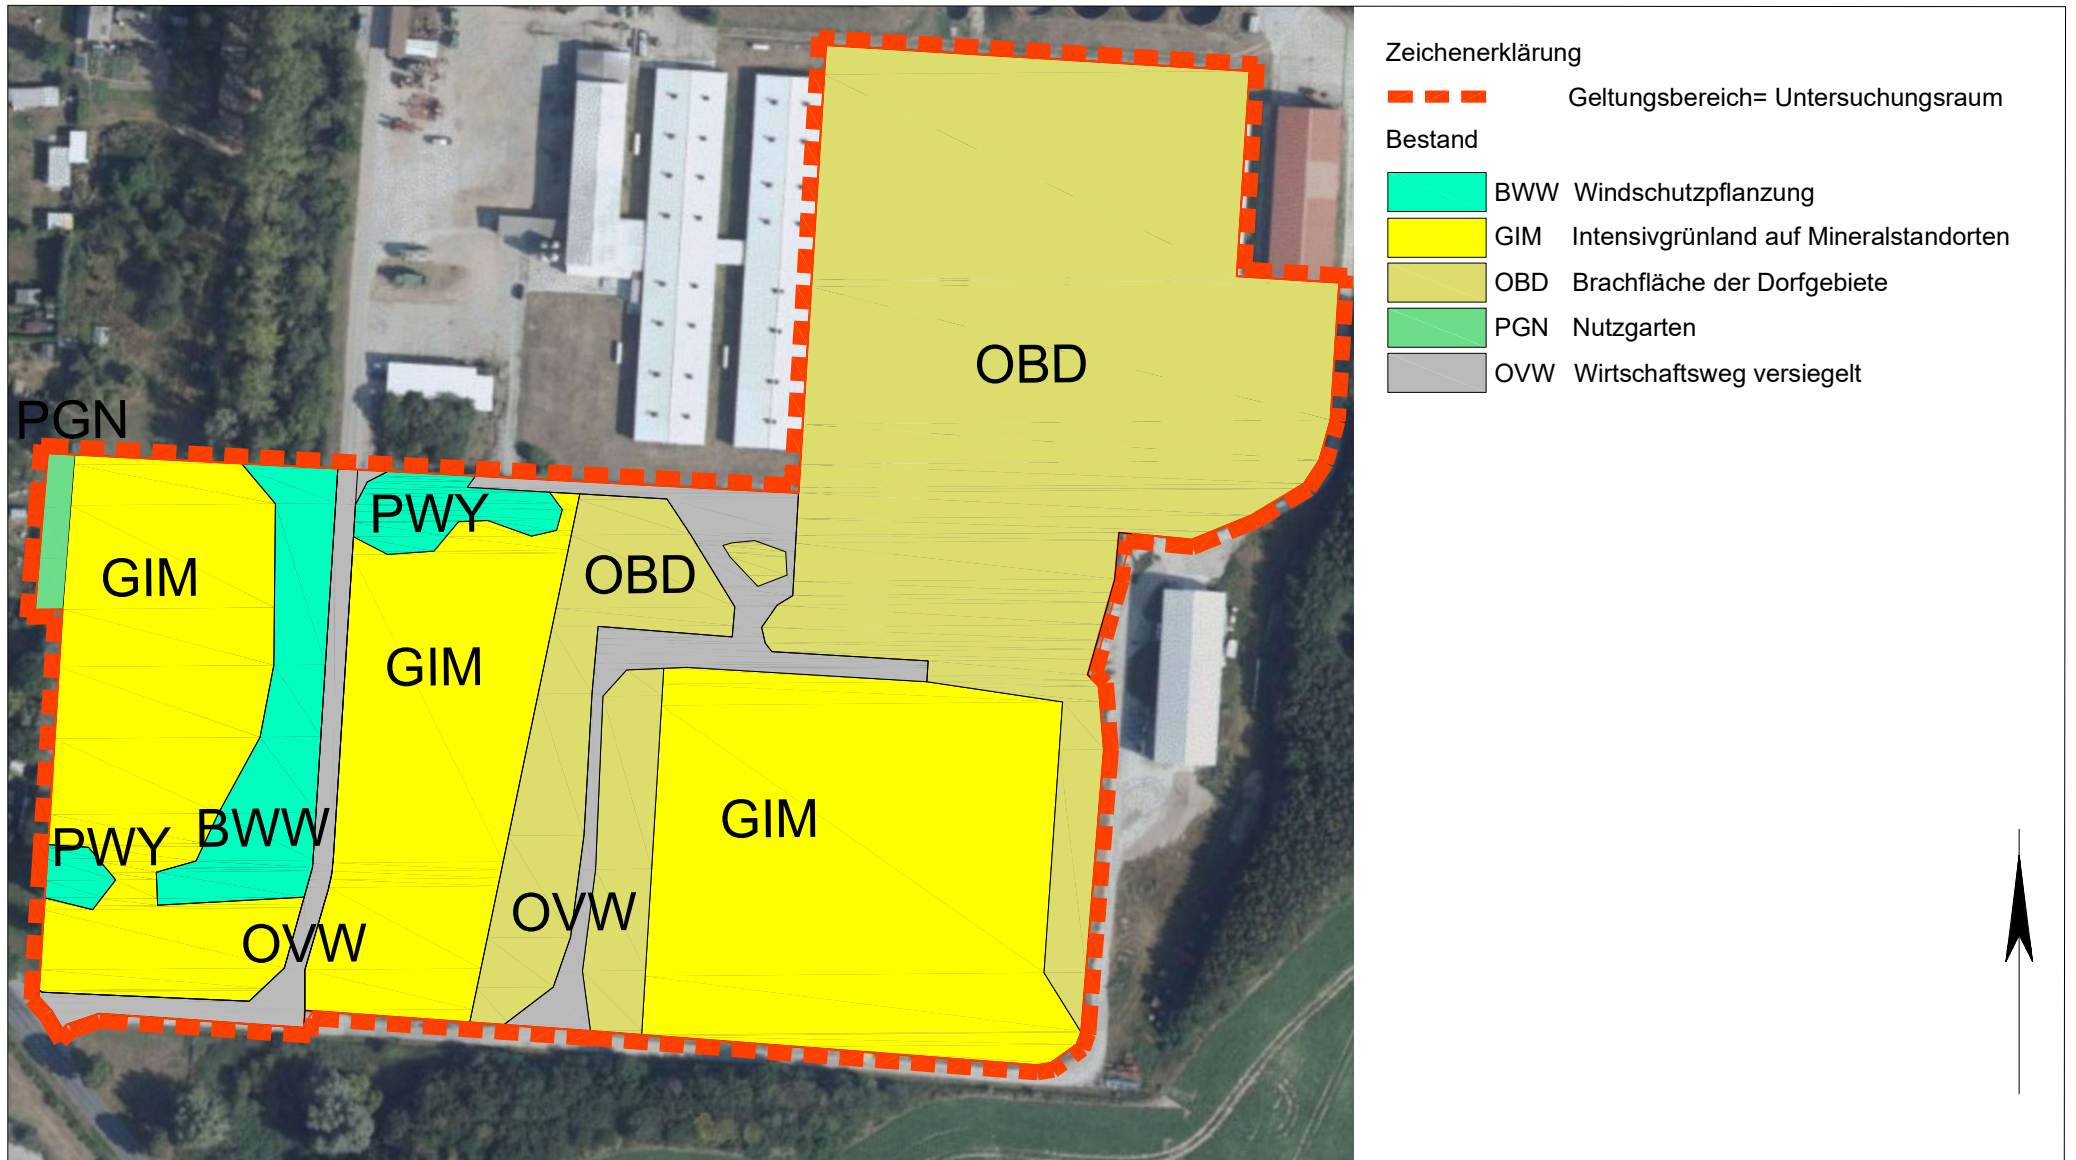 Zeichenerklärung
Geltungsbereich= Untersuchungsraum
Bestand
BWW Windschutzpflanzung
GIM Intensivgrünland auf Mineralstandorten
OBD Brachfläche der Dorfgebiete
PGN Nutzgarten
OVW Wirtschaftsweg versiegelt
OBD
PGN
PWY
GIM
OBD
GIM
GIM
BWW
PWY
OVW
OVW